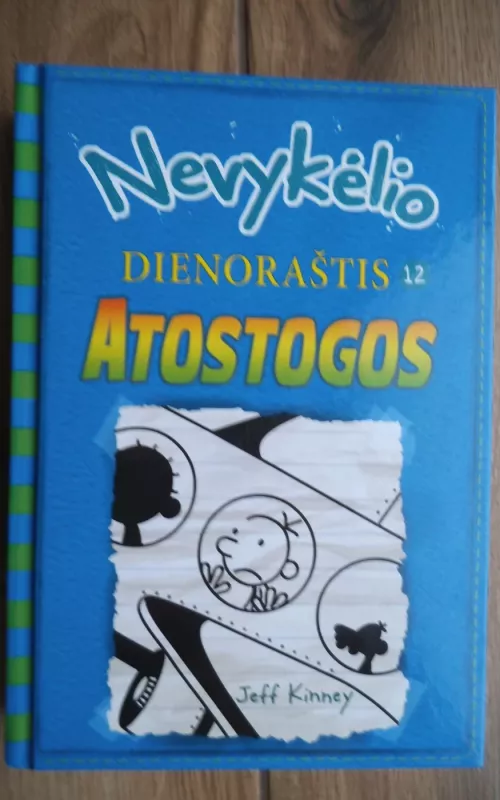 Nevykėlio
DIENORAŠTIS 12
ATOSTOGOS
Jeff Kinney